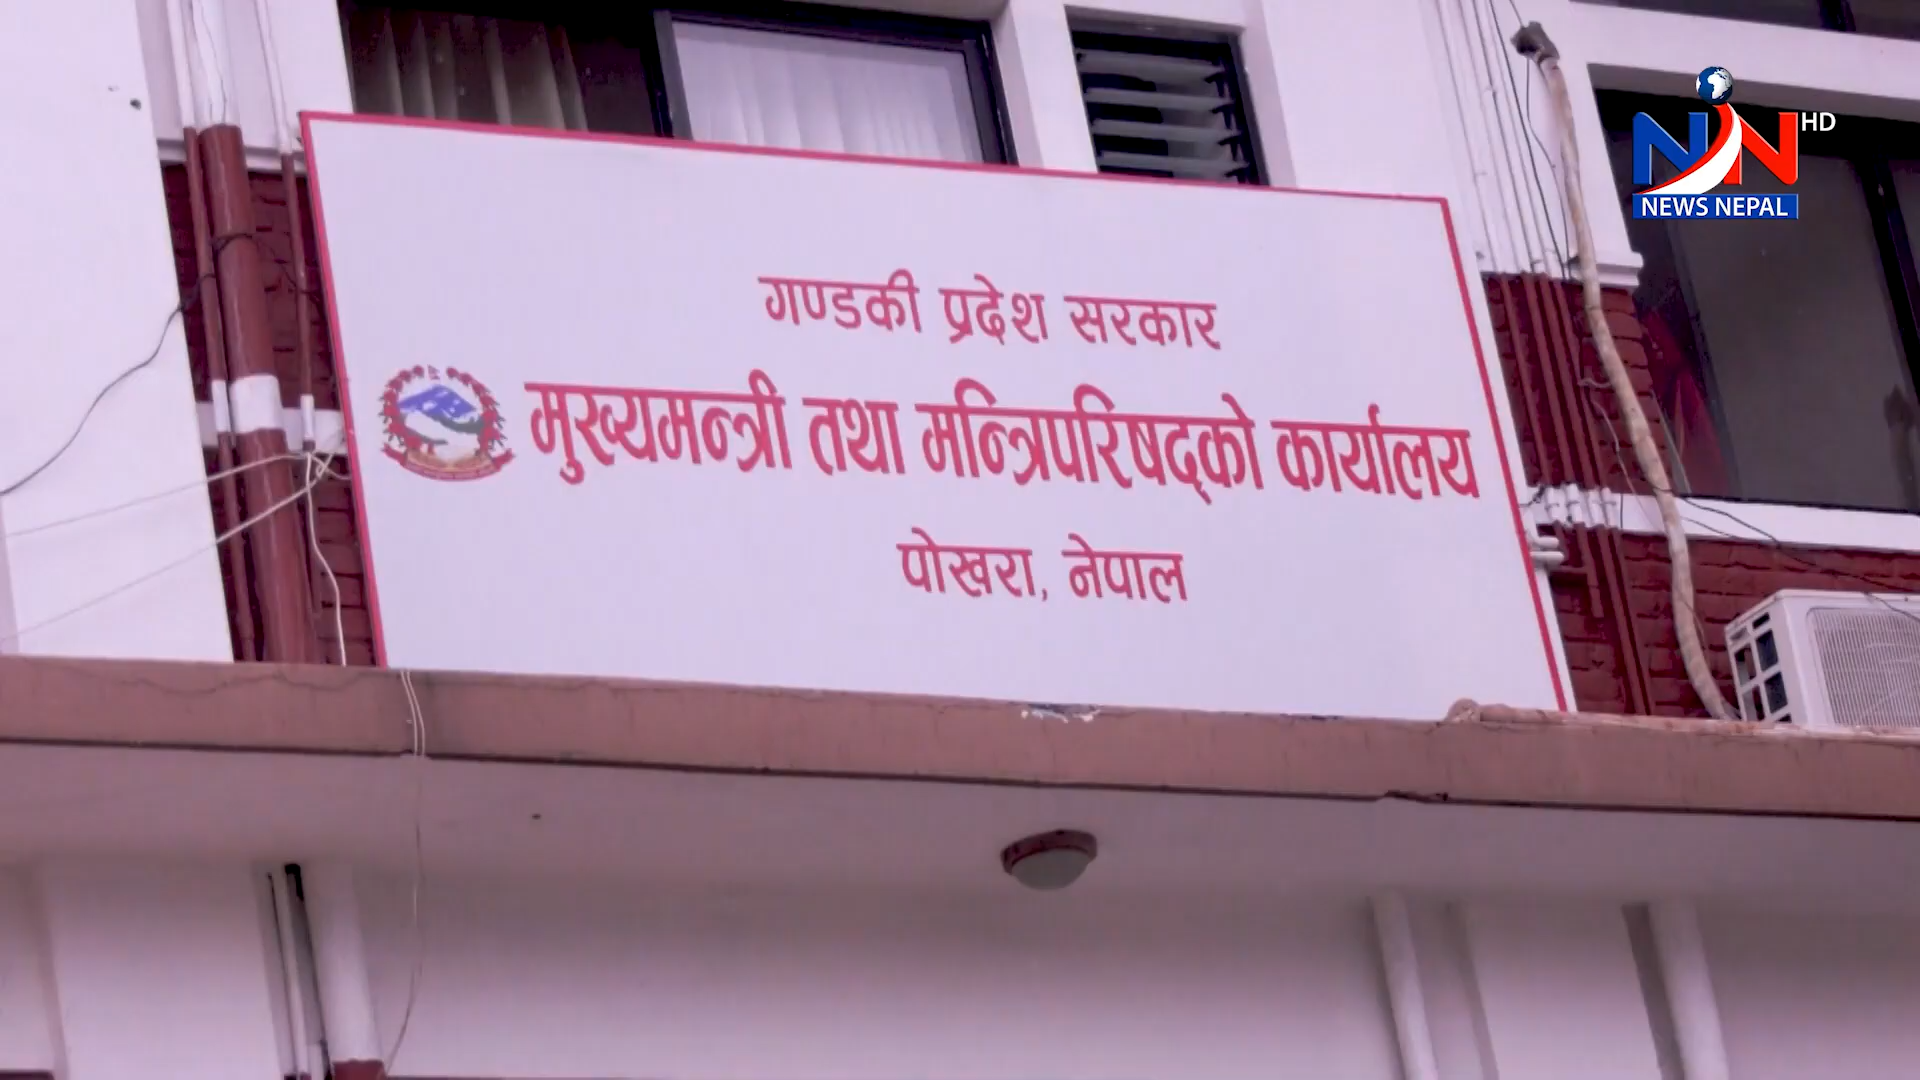 गण्डकी प्रदेश सरकार
मुख्यमन्त्री तथा मन्त्रिपरिषद्को कार्यालय
पोखरा, नेपाल
NN HD
NEWS NEPAL